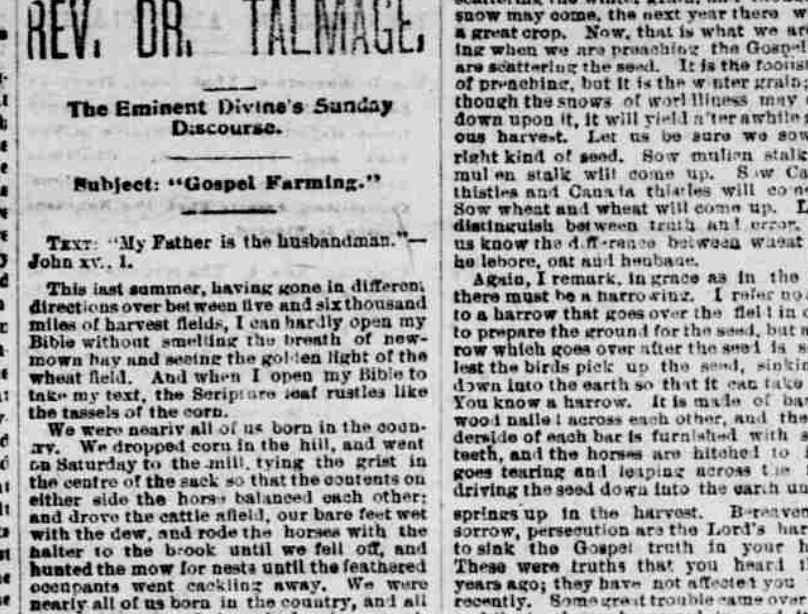 REV. DR. TALMAGE.
The Eminent Divine's Sunday
Discourse.
Subject: "Gospel Farming."
TEXT: "My Father is the husbandman."—
John xv., 1.
This last summer, having gone in different
directions over between five and six thousand
miles of harvest fields, I can hardly open my
Bible without smelling the breath of new-
mown hay and seeing the golden light of the
wheat field. And when I open my Bible to
take my text, the Scripture leaf rustles like
the tassels of the corn.
We were nearly all of us born in the coun-
try. We dropped corn in the hill, and went
on Saturday to the mill, tying the grist in
the centre of the sack so that the contents on
either side the horse balanced each other;
and drove the cattle afield, our bare feet wet
with the dew, and rode the horses with the
halter to the brook until we fell off, and
hunted the mow for nests until the feathered
occupants went cackling away. We were
nearly all of us born in the country, and all
snow may come, the next year there
a great crop. Now, that is what we
ing when we are preaching the Gospel
are scattering the seed. It is the
of preaching, but it is the winter grain;
though the snows of worldliness may
down upon it, it will yield after awhile
ous harvest. Let us be sure we
right kind of seed. Sow mullen stalk
mullen stalk will come up. Sow
thistles and Canada thistles will
Sow wheat and wheat will come up.
distinguish between truth and error.
us know the difference between wheat
hellebore, oat and henbane.
Again, I remark, in grace as in the
there must be a harrowing. I refer
to a harrow that goes over the field in
to prepare the ground for the seed, but
row which goes over after the seed is
lest the birds pick up the seed,
down into the earth so that it can take
You know a harrow. It is made of
wood nailed across each other, and
derside of each bar is furnished with
teeth, and the horses are hitched to
goes tearing and leaping across the
driving the seed down into the earth
springs up in the harvest.
sorrow, persecution are the Lord's
to sink the Gospel truth in your
These were truths that you heard
years ago; they have not affected you
recently. Some great trouble came over